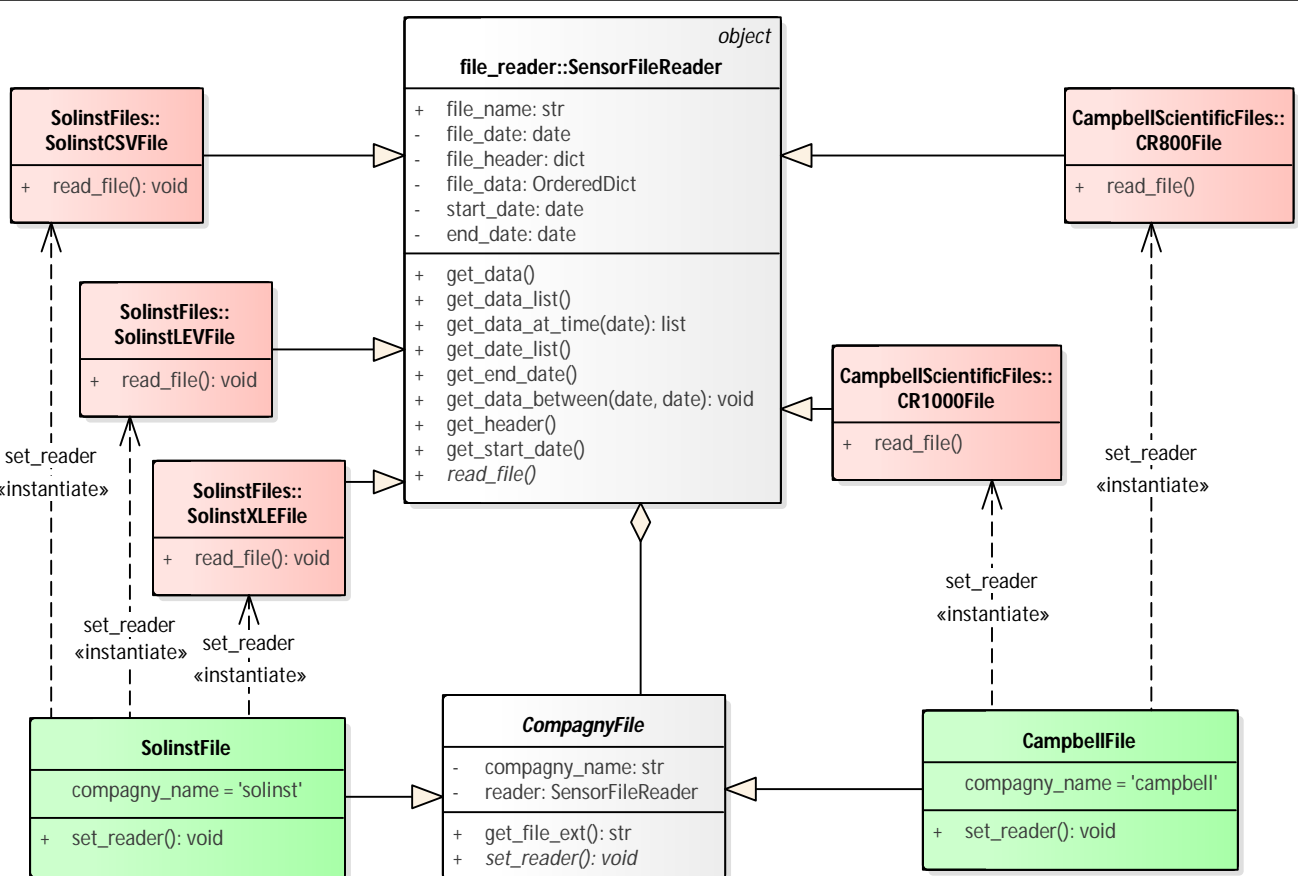 object
file_reader::SensorFileReader
+ file_name: str
- file_date: date
- file_header: dict
- file_data: OrderedDict
- start_date: date
- end_date: date
+ get_data()
+ get_data_list()
+ get_data_at_time(date): list
+ get_date_list()
+ get_end_date()
+ get_data_between(date, date): void
+ get_header()
+ get_start_date()
+ read_file()
SolinstFiles::
SolinstCSVFile
+ read_file(): void
SolinstFiles::
SolinstLEVFile
+ read_file(): void
SolinstFiles::
SolinstXLEFile
+ read_file(): void
CampbellScientificFiles::
CR800File
+ read_file()
CampbellScientificFiles::
CR1000File
+ read_file()
set_reader
«instantiate»
set_reader
«instantiate»
set_reader
«instantiate»
set_reader
«instantiate»
set_reader
«instantiate»
SolinstFile
compagny_name = 'solinst'
+ set_reader(): void
CompagnyFile
- compagny_name: str
- reader: SensorFileReader
+ get_file_ext(): str
+ set_reader(): void
CampbellFile
compagny_name = 'campbell'
+ set_reader(): void